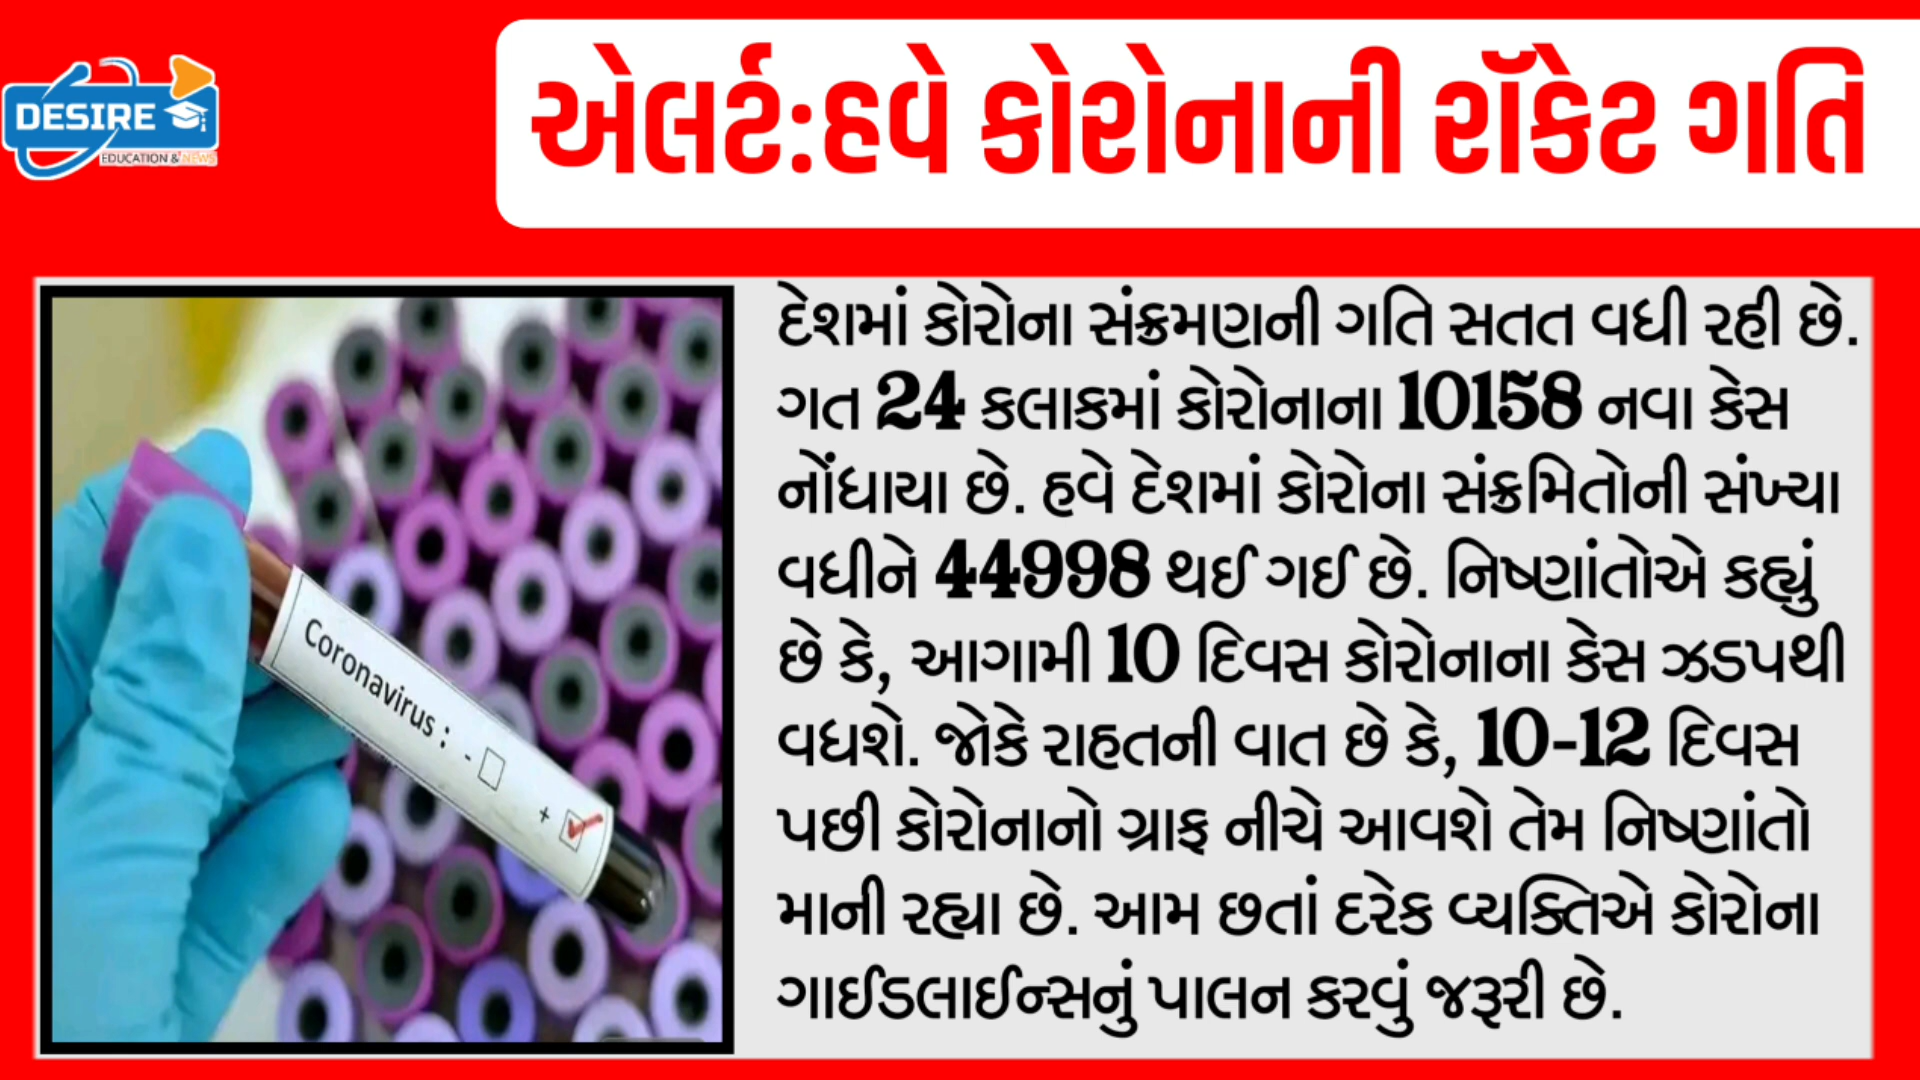 DESIRE
EDUCATION & NEWS
એલર્ટ:હવે કોરોનાની રૉકેટ ગતિ
દેશમાં કોરોના સંક્રમણની ગતિ સતત વધી રહી છે.
ગત 24 કલાકમાં કોરોનાના 10158 નવા કેસ
નોંધાયા છે. હવે દેશમાં કોરોના સંક્રમિતોની સંખ્યા
વધીને 44998 થઈ ગઈ છે. નિષ્ણાંતોએ કહ્યું
છે કે, આગામી 10 દિવસ કોરોનાના કેસ ઝડપથી
વધશે. જોકે રાહતની વાત છે કે, 10-12 દિવસ
પછી કોરોનાનો ગ્રાફ નીચે આવશે તેમ નિષ્ણાંતો
માની રહ્યા છે. આમ છતાં દરેક વ્યક્તિએ કોરોના
ગાઈડલાઈન્સનું પાલન કરવું જરૂરી છે.
Coronavirus : -
+